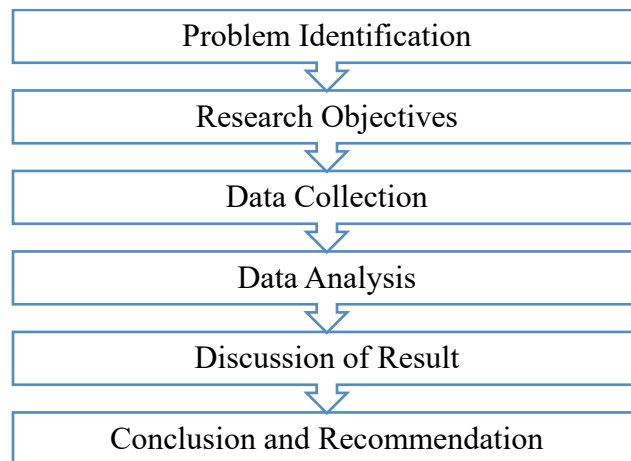 Problem Identification
Research Objectives
Data Collection
Data Analysis
Discussion of Result
Conclusion and Recommendation